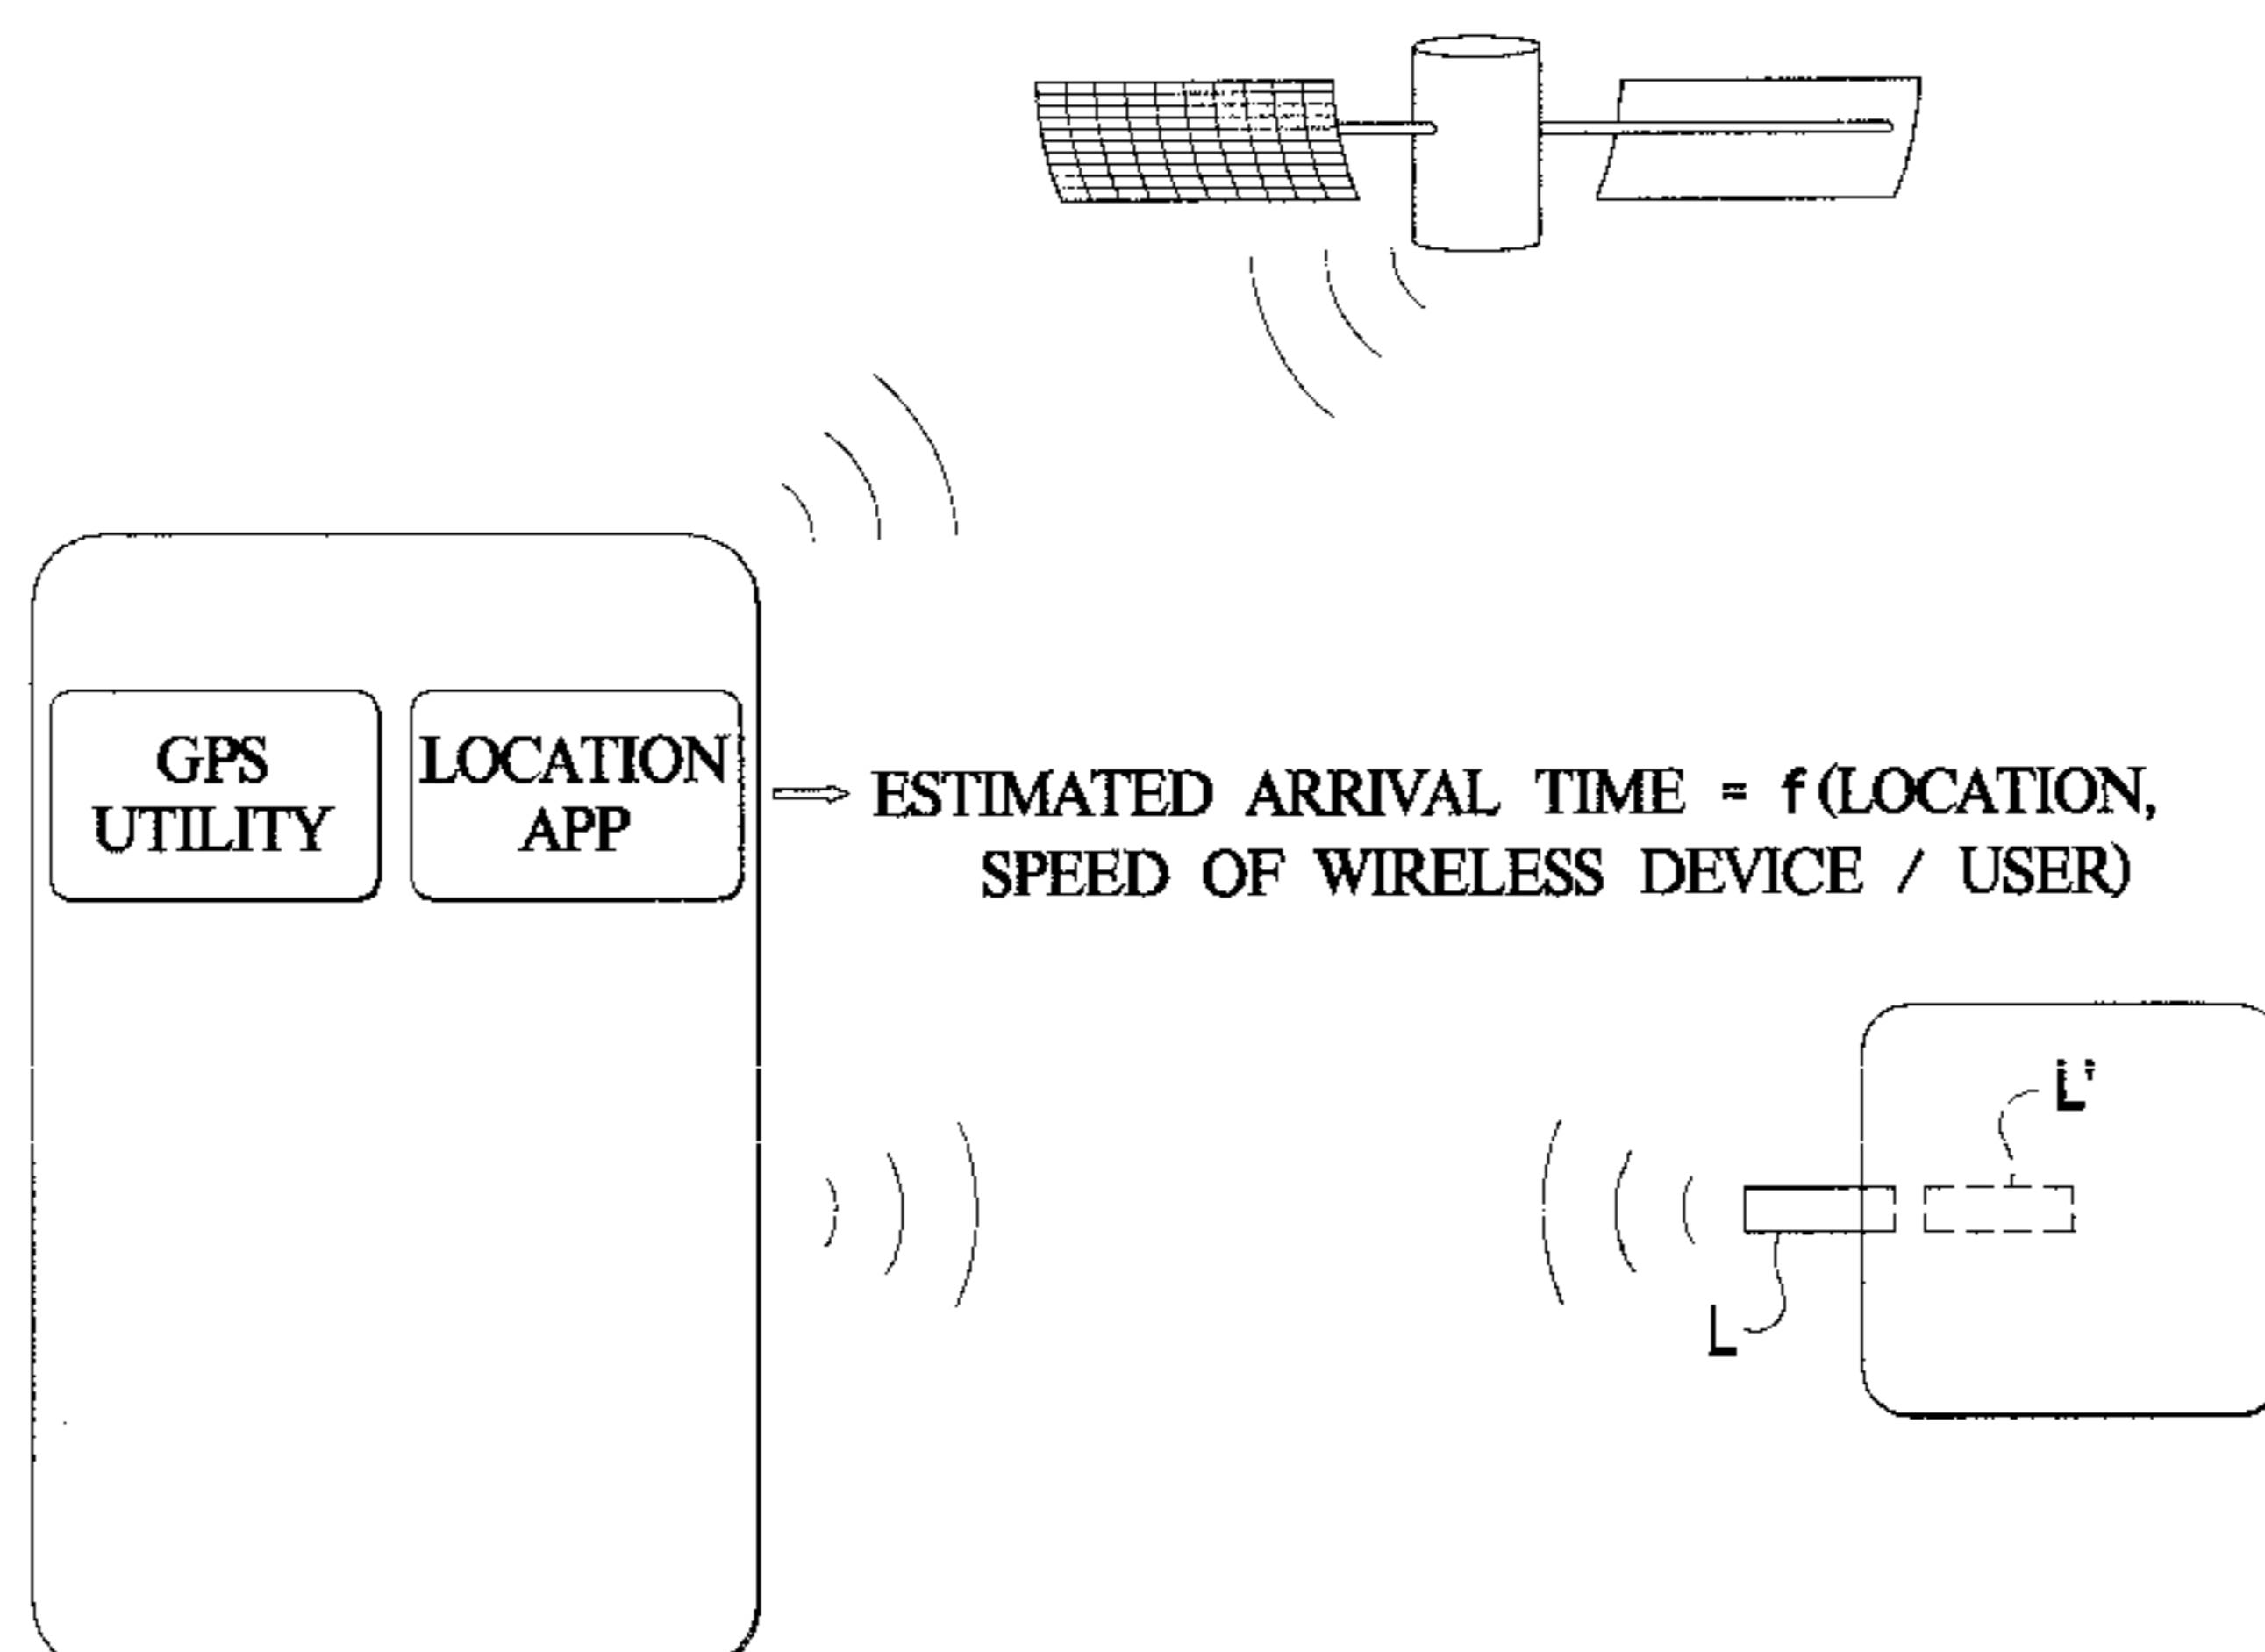 GPS
UTILITY
LOCATION
APP
ESTIMATED ARRIVAL TIME = f(LOCATION,
SPEED OF WIRELESS DEVICE / USER)
L'
L